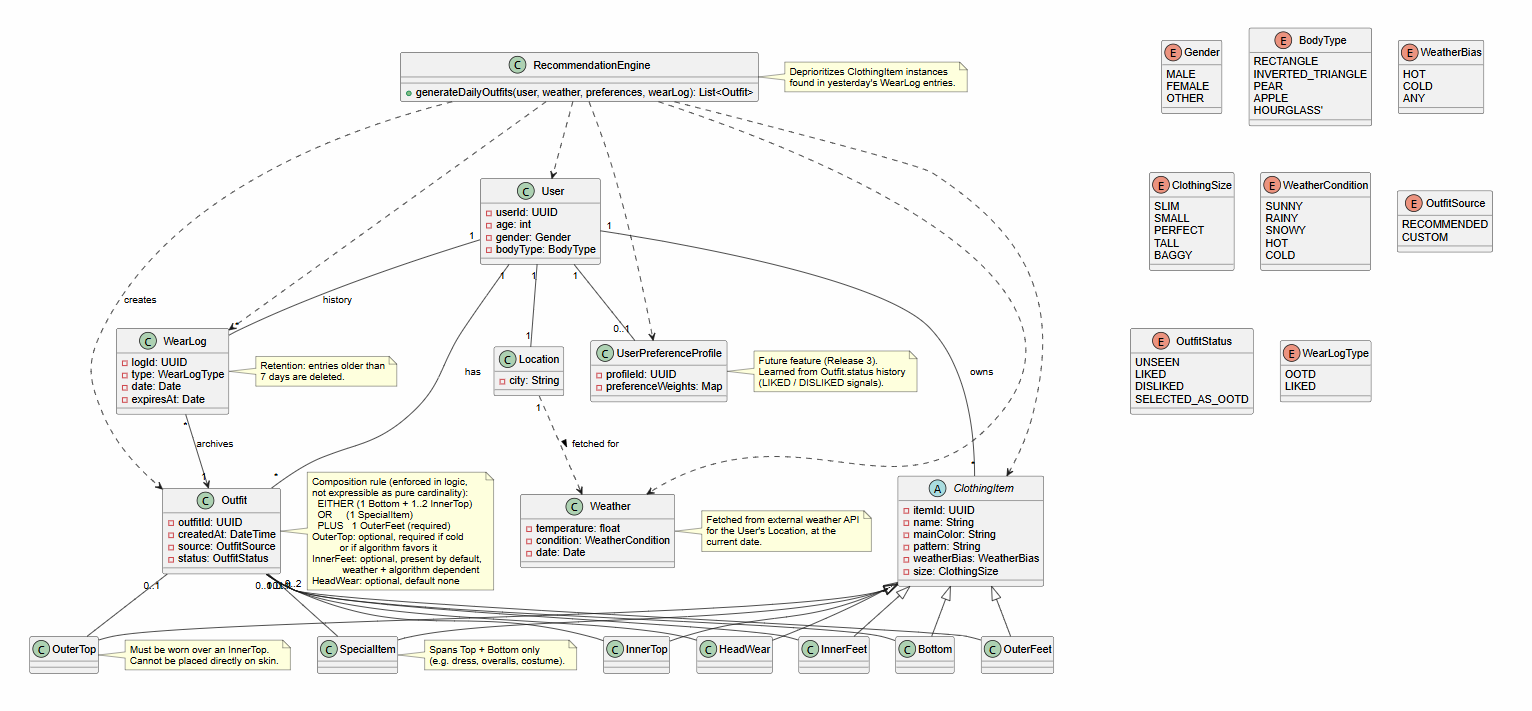 C RecommendationEngine
generateDailyOutfits(user, weather, preferences, wearLog): List<Outfit>
Deprioritizes ClothingItem instances
found in yesterday's WearLog entries.
E Gender
MALE
FEMALE
OTHER
E BodyType
RECTANGLE
INVERTED_TRIANGLE
PEAR
APPLE
HOURGLASS'
E WeatherBias
HOT
COLD
ANY
E ClothingSize
SLIM
SMALL
PERFECT
TALL
BAGGY
E WeatherCondition
SUNNY
RAINY
SNOWY
HOT
COLD
E OutfitSource
RECOMMENDED
CUSTOM
E OutfitStatus
UNSEEN
LIKED
DISLIKED
SELECTED_AS_OOTD
E WearLogType
OOTD
LIKED
C User
userId: UUID
age: int
gender: Gender
bodyType: BodyType
1
1
1
1
1
creates
history
*
C WearLog
logId: UUID
type: WearLogType
date: Date
expiresAt: Date
Retention: entries older than
7 days are deleted.
has
1
C Location
city: String
0..1
C UserPreferenceProfile
profileId: UUID
preferenceWeights: Map
Future feature (Release 3).
Learned from Outfit.status history
(LIKED / DISLIKED signals).
owns
1
*
archives
1
fetched for
*
*
C Outfit
outfitId: UUID
createdAt: DateTime
source: OutfitSource
status: OutfitStatus
Composition rule (enforced in logic,
not expressible as pure cardinality):
EITHER (1 Bottom + 1..2 InnerTop)
OR (1 SpecialItem)
PLUS 1 OuterFeet (required)
OuterTop: optional, required if cold
or if algorithm favors it
InnerFeet: optional, present by default,
weather + algorithm dependent
HeadWear: optional, default none
C Weather
temperature: float
condition: WeatherCondition
date: Date
Fetched from external weather API
for the User's Location, at the
current date.
A ClothingItem
itemId: UUID
name: String
mainColor: String
pattern: String
weatherBias: WeatherBias
size: ClothingSize
0..1
0..2
C OuterTop
Must be worn over an InnerTop.
Cannot be placed directly on skin.
C SpecialItem
Spans Top + Bottom only
(e.g. dress, overalls, costume).
C InnerTop
C HeadWear
C InnerFeet
C Bottom
C OuterFeet